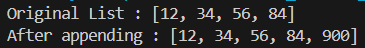 Original List : [12, 34, 56, 84]
After appending : [12, 34, 56, 84, 900]